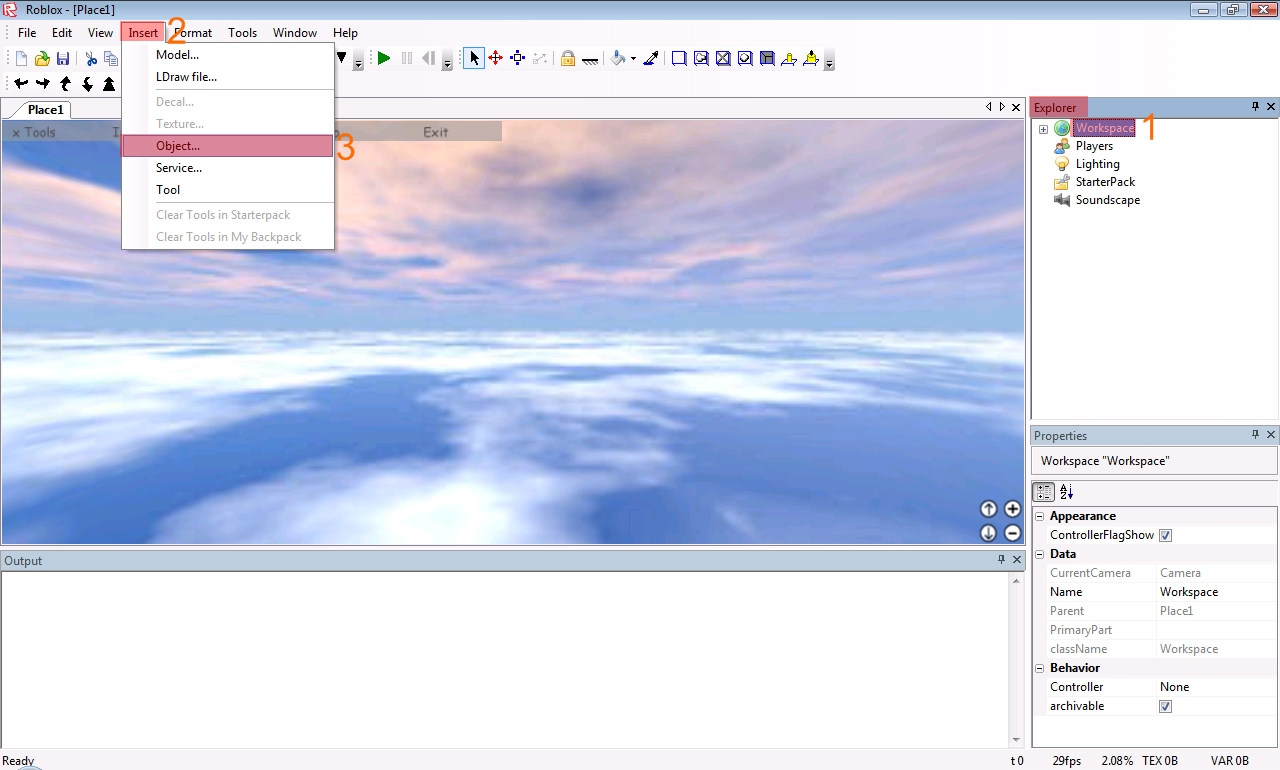 Roblox - [Place1]
File Edit View Insert 2 Format Tools Window Help
Model...
LDraw file...
Decal...
Texture...
Object... 3
Service...
Tool
Clear Tools in Starterpack
Clear Tools in My Backpack
Place1
x Tools
Exit
Explorer
Workspace 1
Players
Lighting
StarterPack
Soundscape
Properties
Workspace "Workspace"
Appearance
ControllerFlagShow
Data
CurrentCamera Camera
Name Workspace
Parent Place1
PrimaryPart
className Workspace
Behavior
Controller None
archivable
Output
Ready
t 0 29fps 2.08% TEX 0B VAR 0B